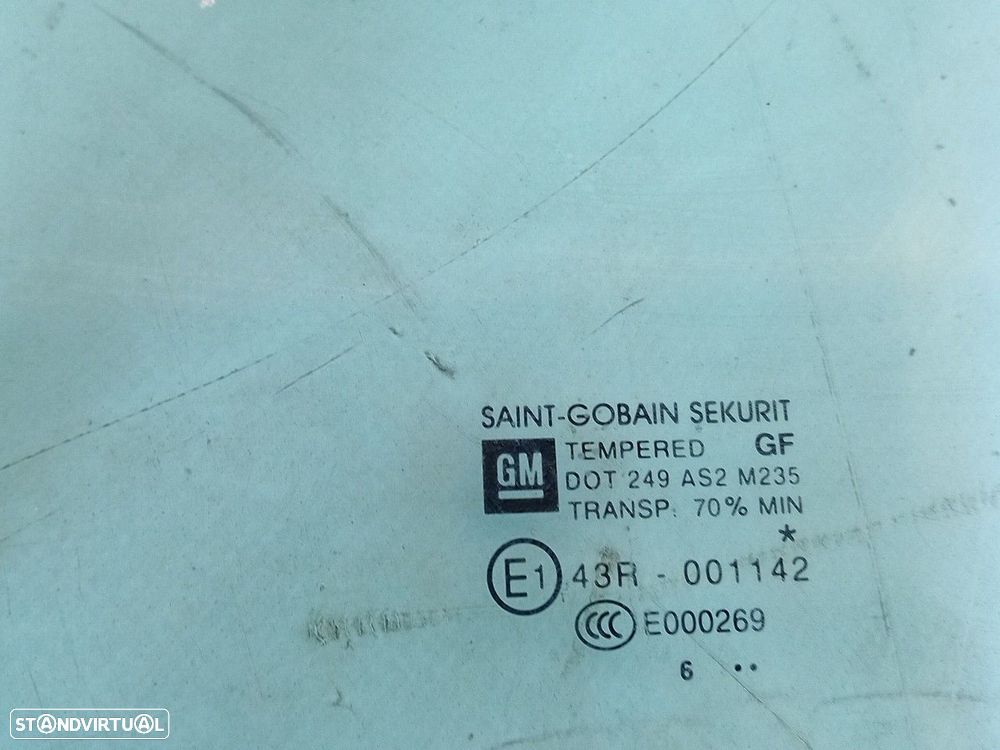 SAINT-GOBAIN SEKURIT
GM TEMPERED GF
DOT 249 AS2 M235
TRANSP. 70% MIN
*
E1 43R - 001142
CCC E000269
6 ..
STANDVIRTUAL